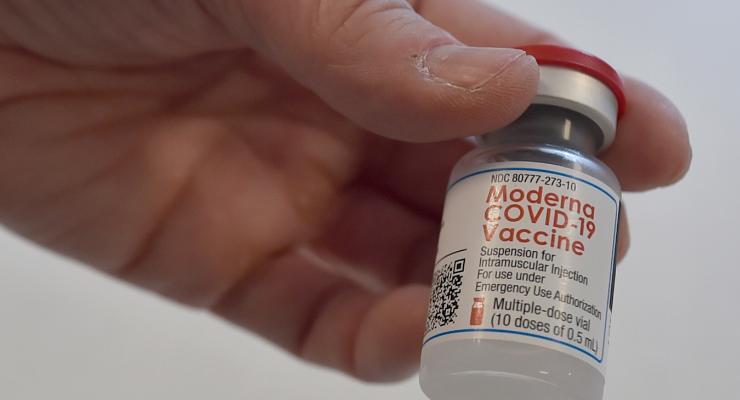 NDC 80777-273-10
Moderna
COVID-19
Vaccine
Suspension for
Intramuscular Injection
For use under
Emergency Use Authorization
Multiple-dose vial
(10 doses of 0.5 mL)